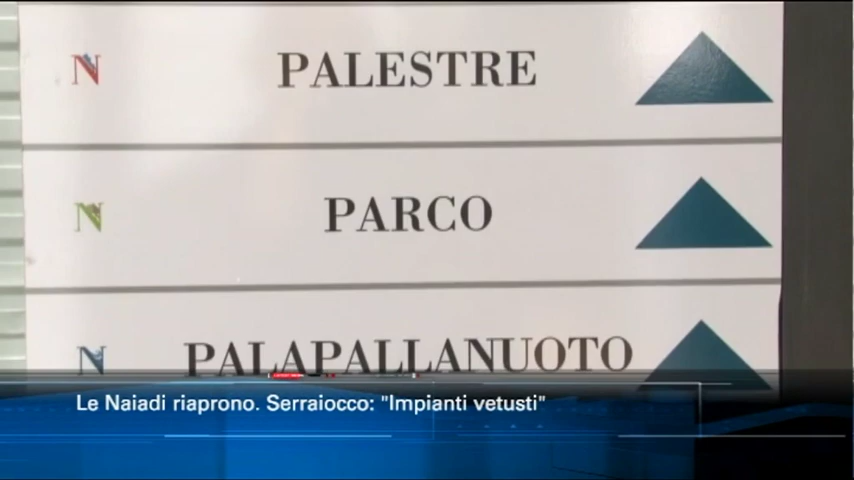 N PALESTRE
N PARCO
N PALAPALLANUOTO
Le Naiadi riaprono. Serraiocco: "Impianti vetusti"